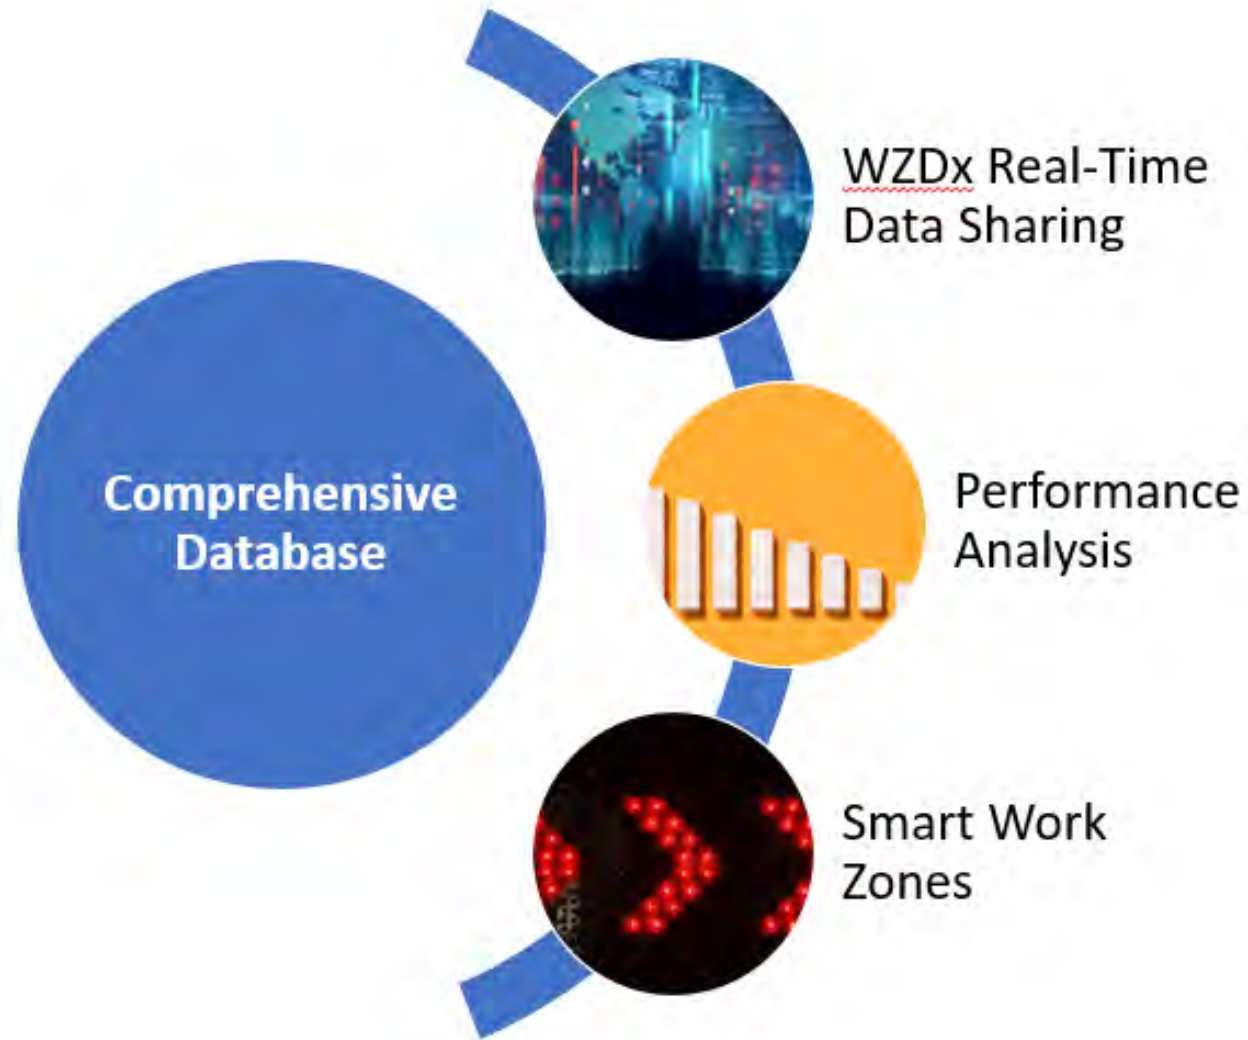 WZDx Real-Time
Data Sharing
Comprehensive
Database
Performance
Analysis
Smart Work
Zones